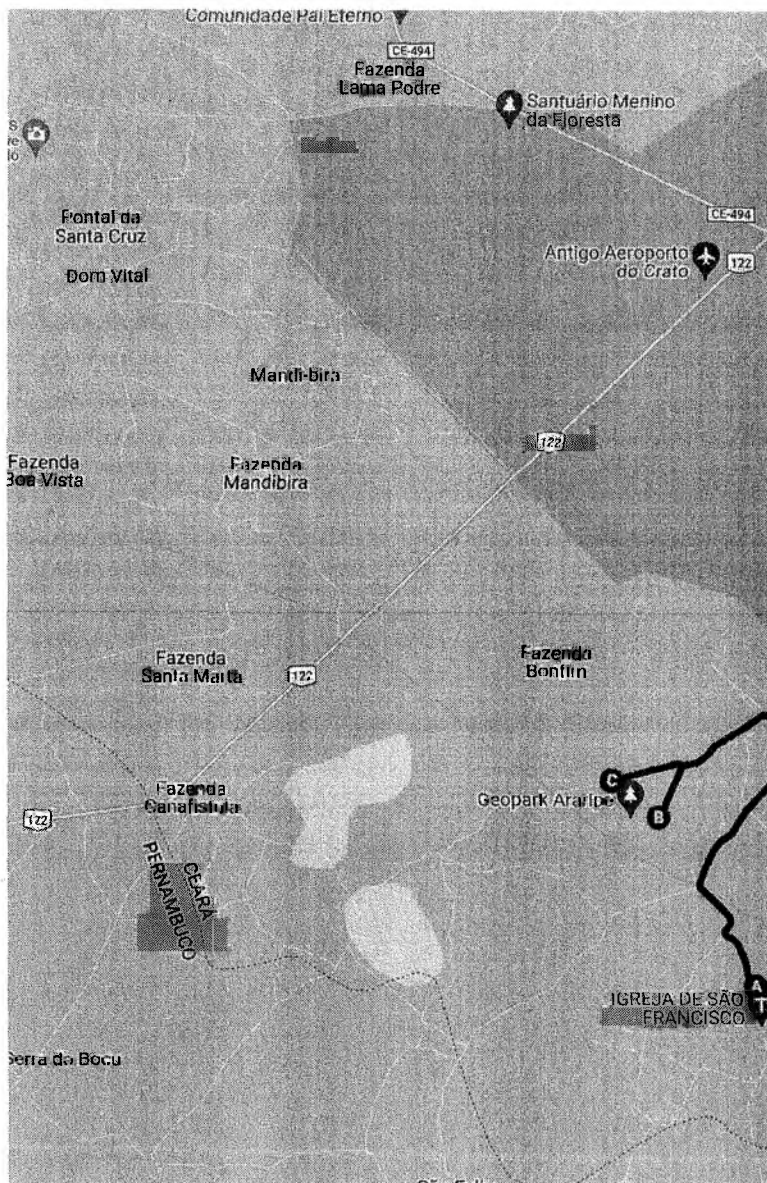 Comunidade Pai Eterno
CE-494
Fazenda
Lama Podre
Santuário Menino
da Floresta
CE-494
Pontal da
Santa Cruz
Antigo Aeroporto
do Crato
122
Dom Vital
Mandi-bira
122
Fazenda
Boa Vista
Fazenda
Mandibira
Fazenda
Santa Marta
122
Fazenda
Bonfim
C
Fazenda
Canafistula
Geopark Araripe
B
122
CEARÁ
PERNAMBUCO
A
IGREJA DE SÃO
FRANCISCO
Serra do Bocu